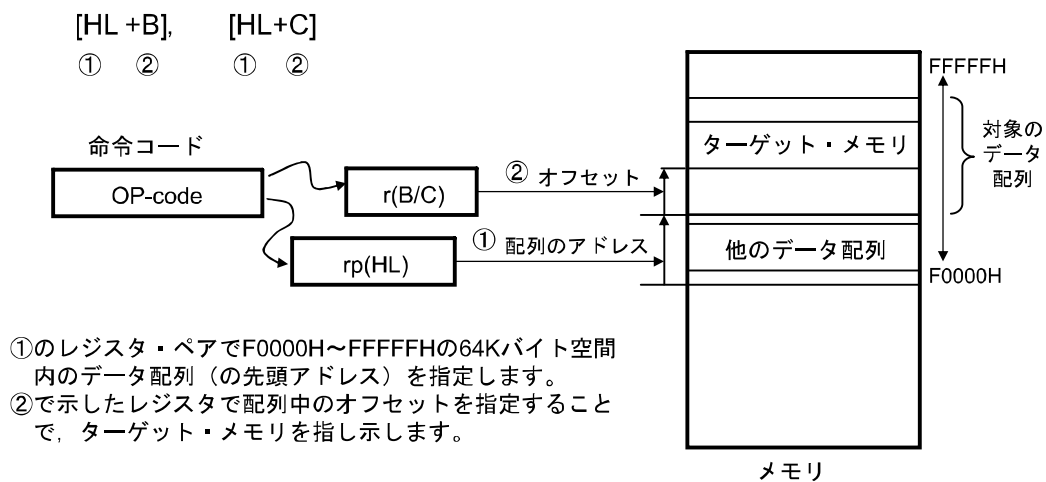 [HL +B], [HL+C]
① ② ① ②
FFFFFH
対象の
データ
配列
ターゲット・メモリ
命令コード
OP-code
r(B/C)
② オフセット
rp(HL)
① 配列のアドレス
他のデータ配列
F0000H
①のレジスタ・ペアでF0000H～FFFFFHの64Kバイト空間
内のデータ配列（の先頭アドレス）を指定します。
②で示したレジスタで配列中のオフセットを指定すること
で，ターゲット・メモリを指し示します。
メモリ